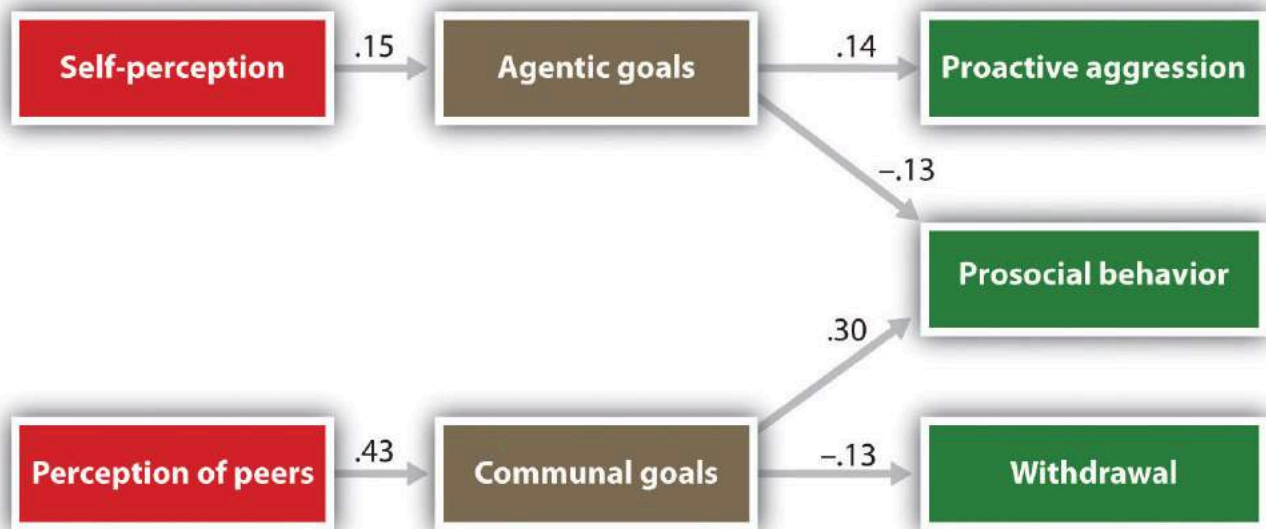 Self-perception
.15
Agentic goals
.14
Proactive aggression
–.13
Prosocial behavior
.30
Perception of peers
.43
Communal goals
–.13
Withdrawal